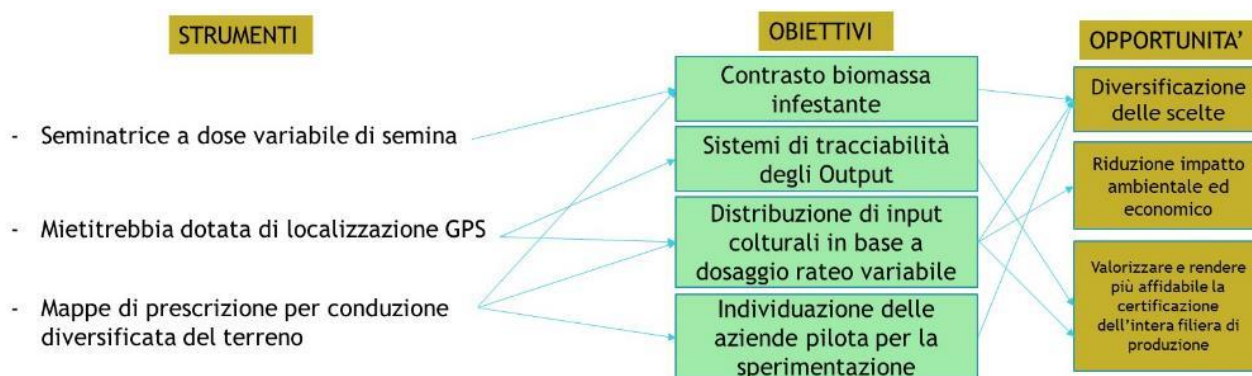 STRUMENTI
- Seminatrice a dose variabile di semina
- Mietitrebbia dotata di localizzazione GPS
- Mappe di prescrizione per conduzione
diversificata del terreno
OBIETTIVI
Contrasto biomassa
infestante
Sistemi di tracciabilità
degli Output
Distribuzione di input
colturali in base a
dosaggio rateo variabile
Individuazione delle
aziende pilota per la
sperimentazione
OPPORTUNITA’
Diversificazione
delle scelte
Riduzione impatto
ambientale ed
economico
Valorizzare e rendere
più affidabile la
certificazione
dell’intera filiera di
produzione